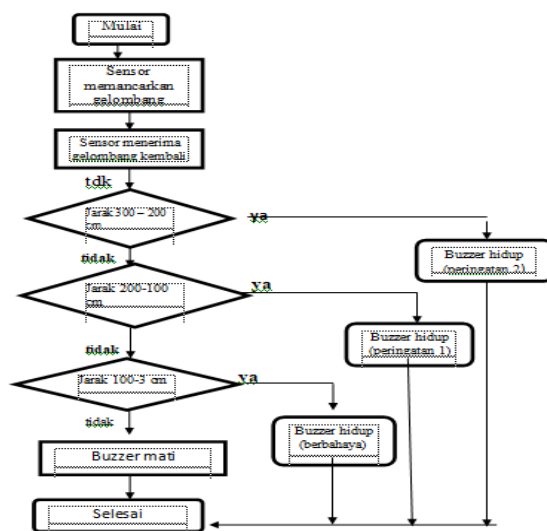 Mulai
Sensor
memancarkan
gelombang
Sensor menerima
gelombang kembali
tdk
Jarak 300 – 200
cm
ya
Buzzer hidup
(peringatan 2)
tidak
Jarak 200-100
cm
ya
Buzzer hidup
(peringatan 1)
tidak
Jarak 100-3 cm
ya
Buzzer hidup
(berbahaya)
tidak
Buzzer mati
Selesai